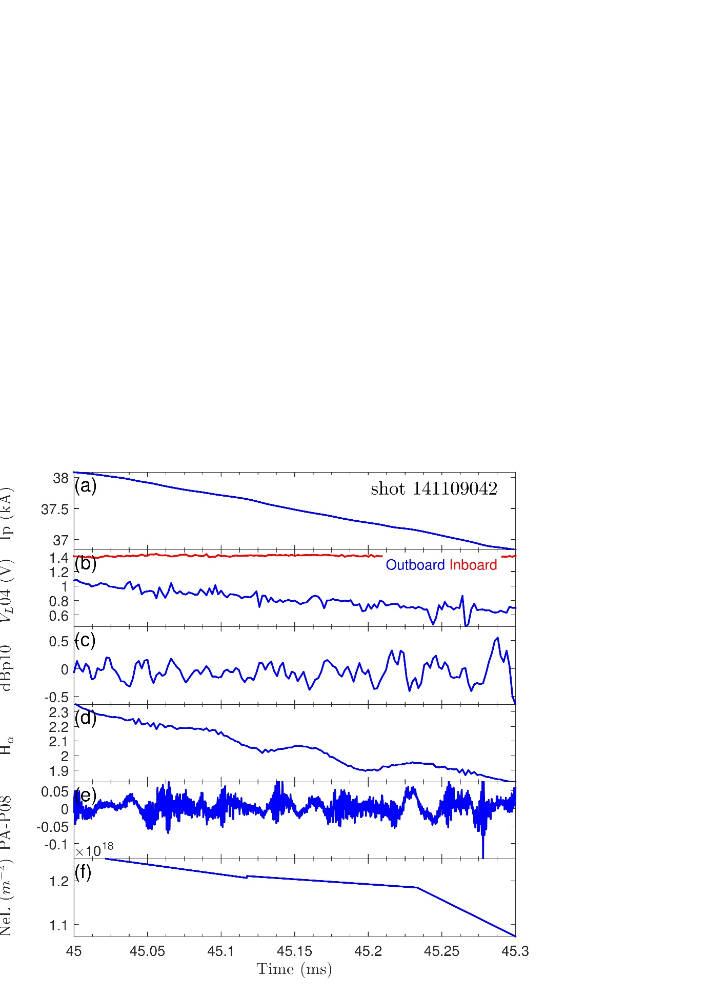 38
37.5
37
Ip (kA)
(a)
shot 141109042
1.4
1.2
1
0.8
0.6
V_L04 (V)
(b)
Outboard Inboard
0.5
0
-0.5
dBp10
(c)
2.3
2.2
2.1
2
1.9
H_α
(d)
0.05
0
-0.05
-0.1
PA-P08
(e)
×10^18
1.2
1.1
NeL (m^-2)
(f)
45 45.05 45.1 45.15 45.2 45.25 45.3
Time (ms)